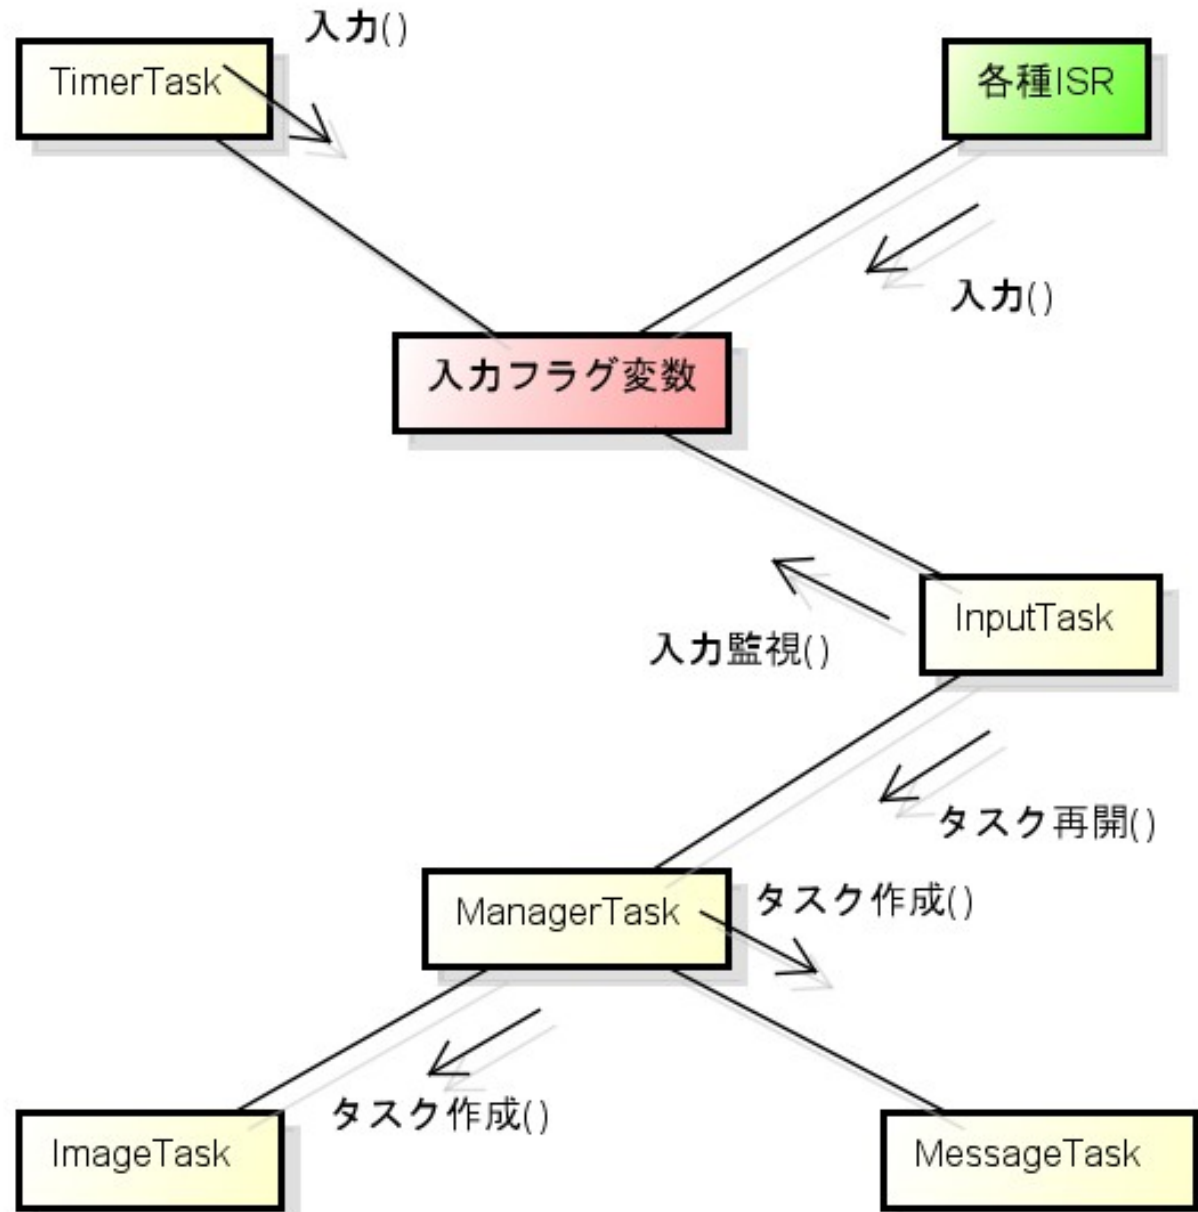 入力()
TimerTask
各種ISR
入力()
入力フラグ変数
InputTask
入力監視()
タスク再開()
ManagerTask
タスク作成()
タスク作成()
ImageTask
MessageTask